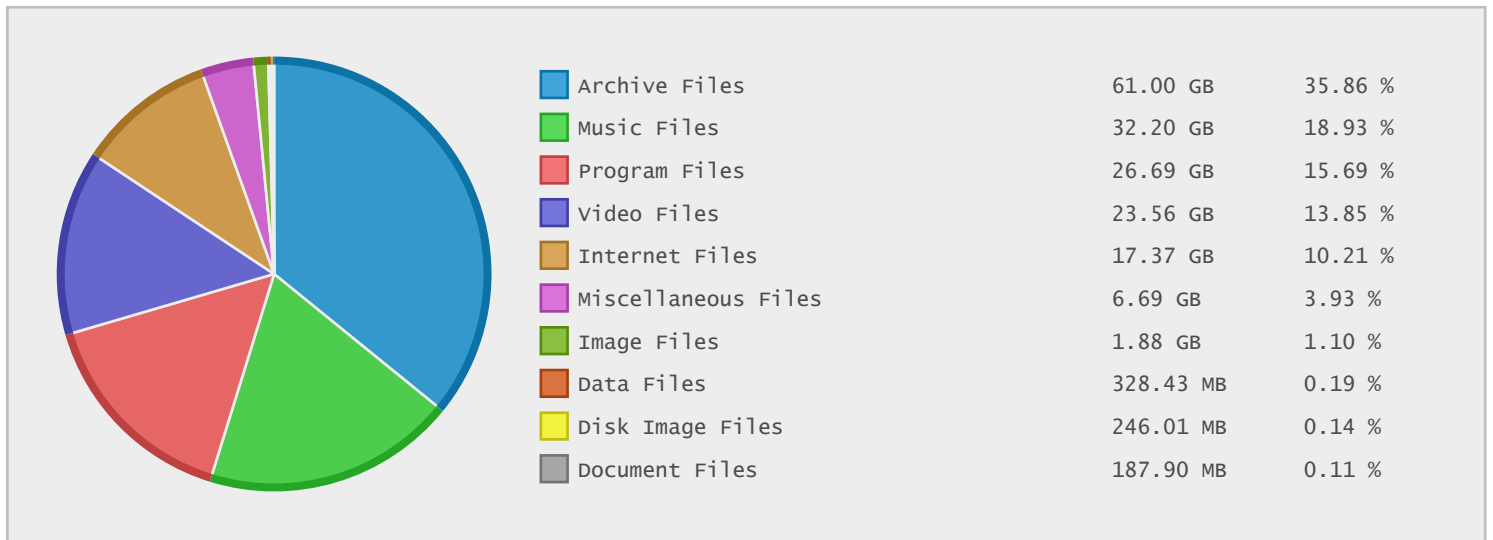 Archive Files 61.00 GB 35.86 %
Music Files 32.20 GB 18.93 %
Program Files 26.69 GB 15.69 %
Video Files 23.56 GB 13.85 %
Internet Files 17.37 GB 10.21 %
Miscellaneous Files 6.69 GB 3.93 %
Image Files 1.88 GB 1.10 %
Data Files 328.43 MB 0.19 %
Disk Image Files 246.01 MB 0.14 %
Document Files 187.90 MB 0.11 %